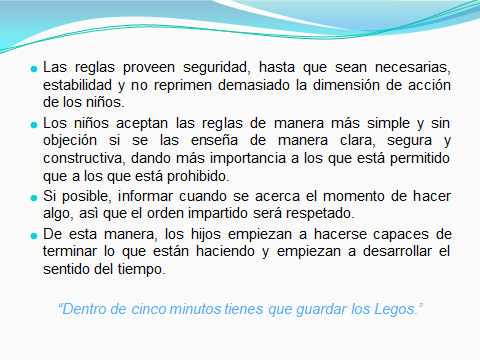 Las reglas proveen seguridad, hasta que sean necesarias,
estabilidad y no reprimen demasiado la dimensión de acción
de los niños.
Los niños aceptan las reglas de manera más simple y sin
objeción si se las enseña de manera clara, segura y
constructiva, dando más importancia a los que está permitido
que a los que está prohibido.
Si posible, informar cuando se acerca el momento de hacer
algo, asì que el orden impartido será respetado.
De esta manera, los hijos empiezan a hacerse capaces de
terminar lo que están haciendo y empiezan a desarrollar el
sentido del tiempo.
“Dentro de cinco minutos tienes que guardar los Legos.”